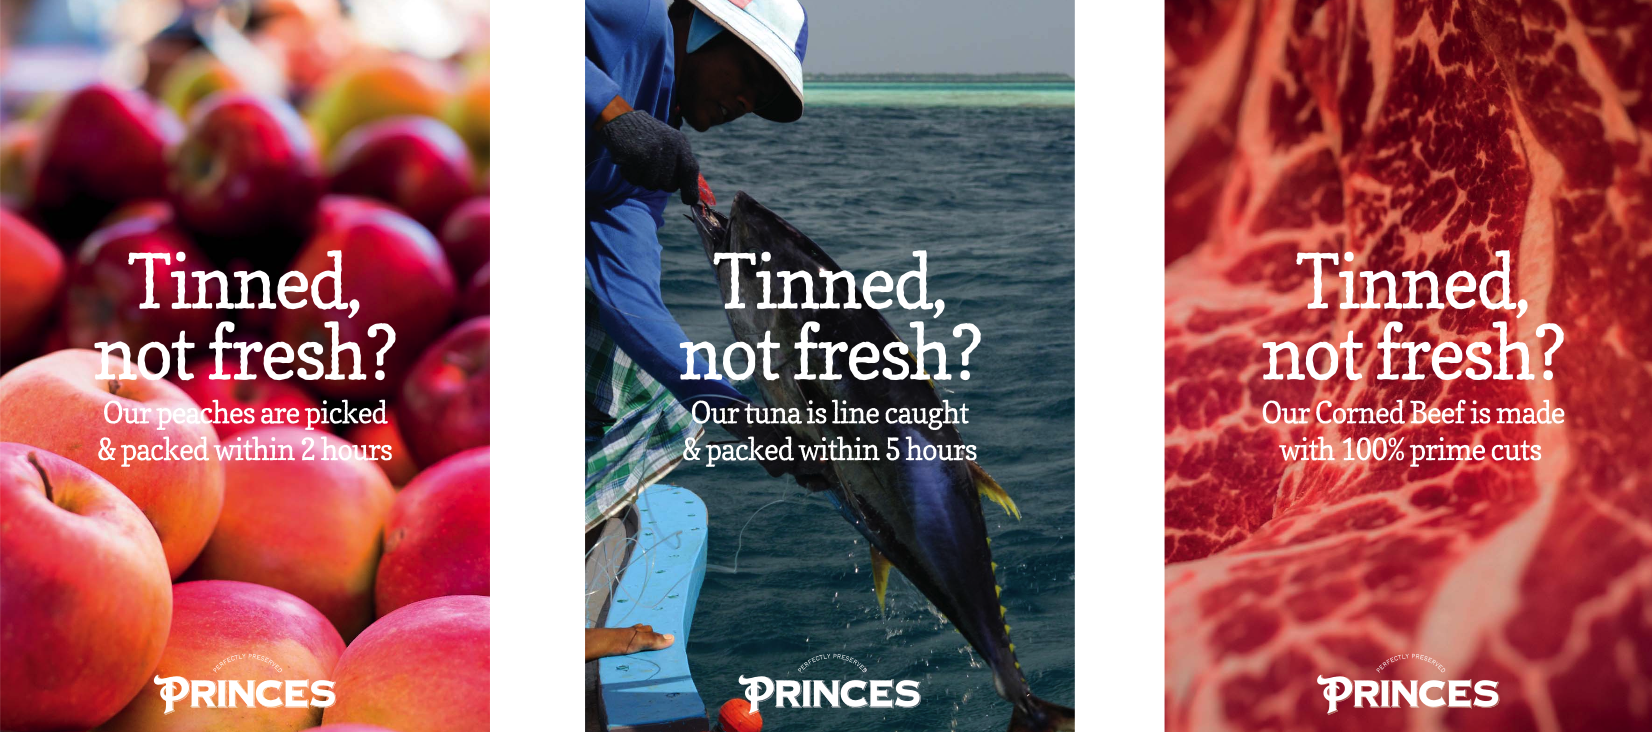 Tinned,
not fresh?
Our peaches are picked
& packed within 2 hours
PERFECTLY PRESERVED
PRINCES
Tinned,
not fresh?
Our tuna is line caught
& packed within 5 hours
PERFECTLY PRESERVED
PRINCES
Tinned,
not fresh?
Our Corned Beef is made
with 100% prime cuts
PERFECTLY PRESERVED
PRINCES